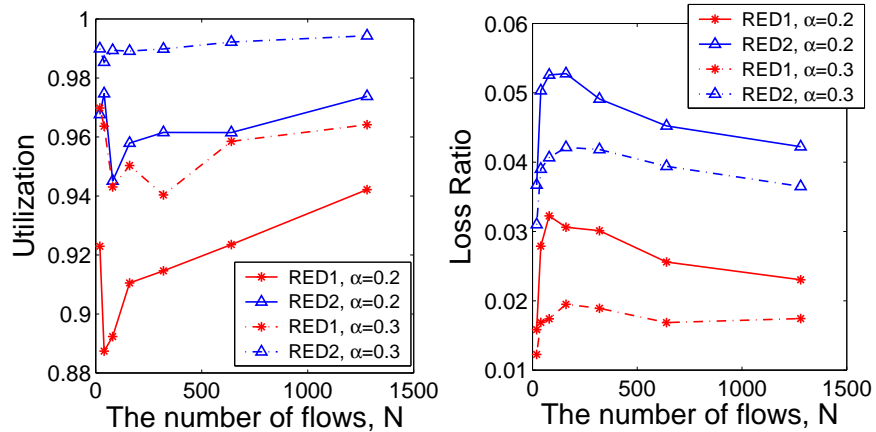 1
0.98
0.96
0.94
0.92
0.9
0.88
0
500
1000
1500
Utilization
The number of flows, N
RED1, α=0.2
RED2, α=0.2
RED1, α=0.3
RED2, α=0.3
0.06
0.05
0.04
0.03
0.02
0.01
0
500
1000
1500
Loss Ratio
The number of flows, N
RED1, α=0.2
RED2, α=0.2
RED1, α=0.3
RED2, α=0.3